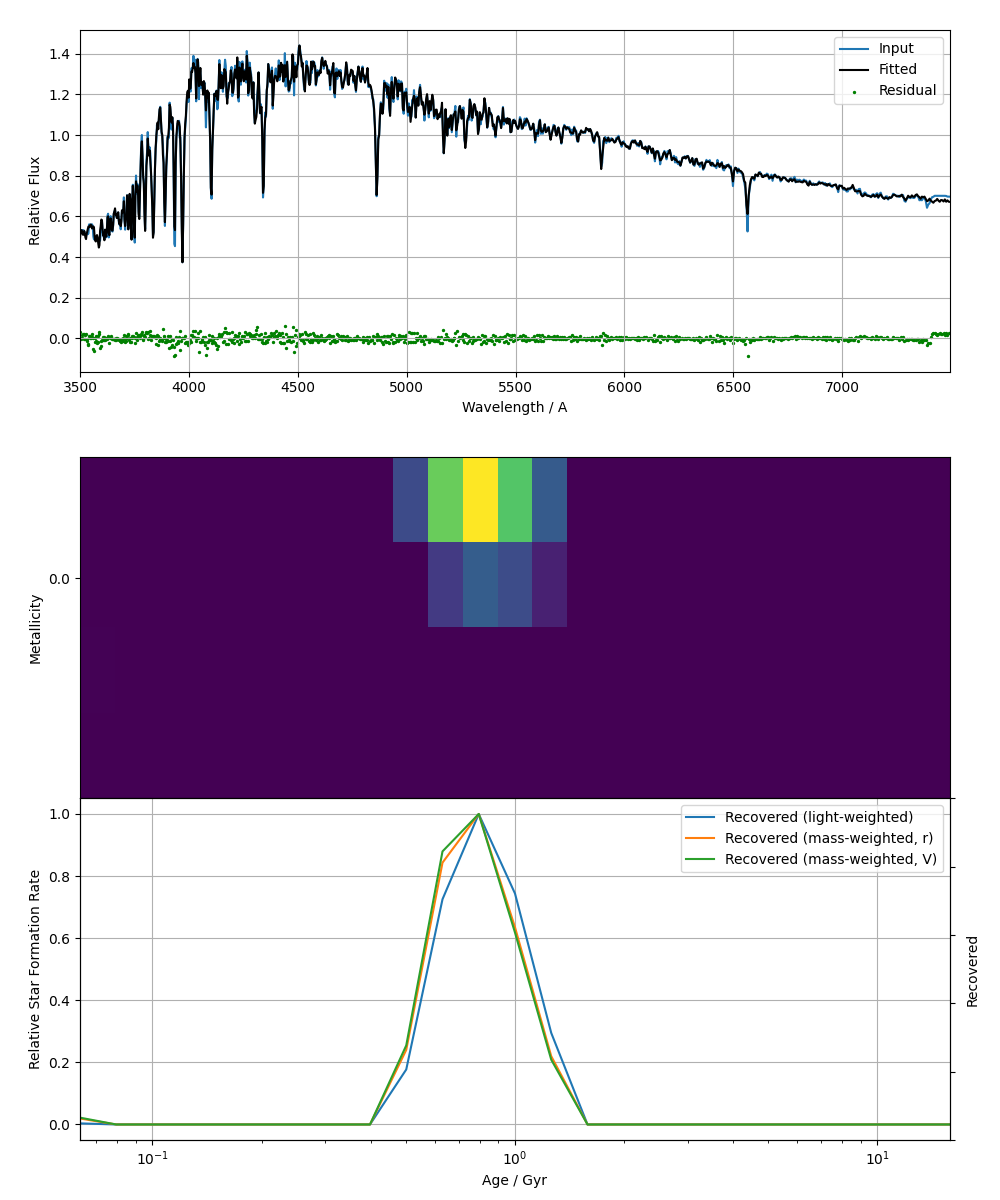 Relative Flux
1.4
1.2
1.0
0.8
0.6
0.4
0.2
0.0
Input
Fitted
Residual
3500 4000 4500 5000 5500 6000 6500 7000
Wavelength / A
Metallicity
0.0
Relative Star Formation Rate
1.0
0.8
0.6
0.4
0.2
0.0
Recovered (light-weighted)
Recovered (mass-weighted, r)
Recovered (mass-weighted, V)
Recovered
10⁻¹ 10⁰ 10¹
Age / Gyr